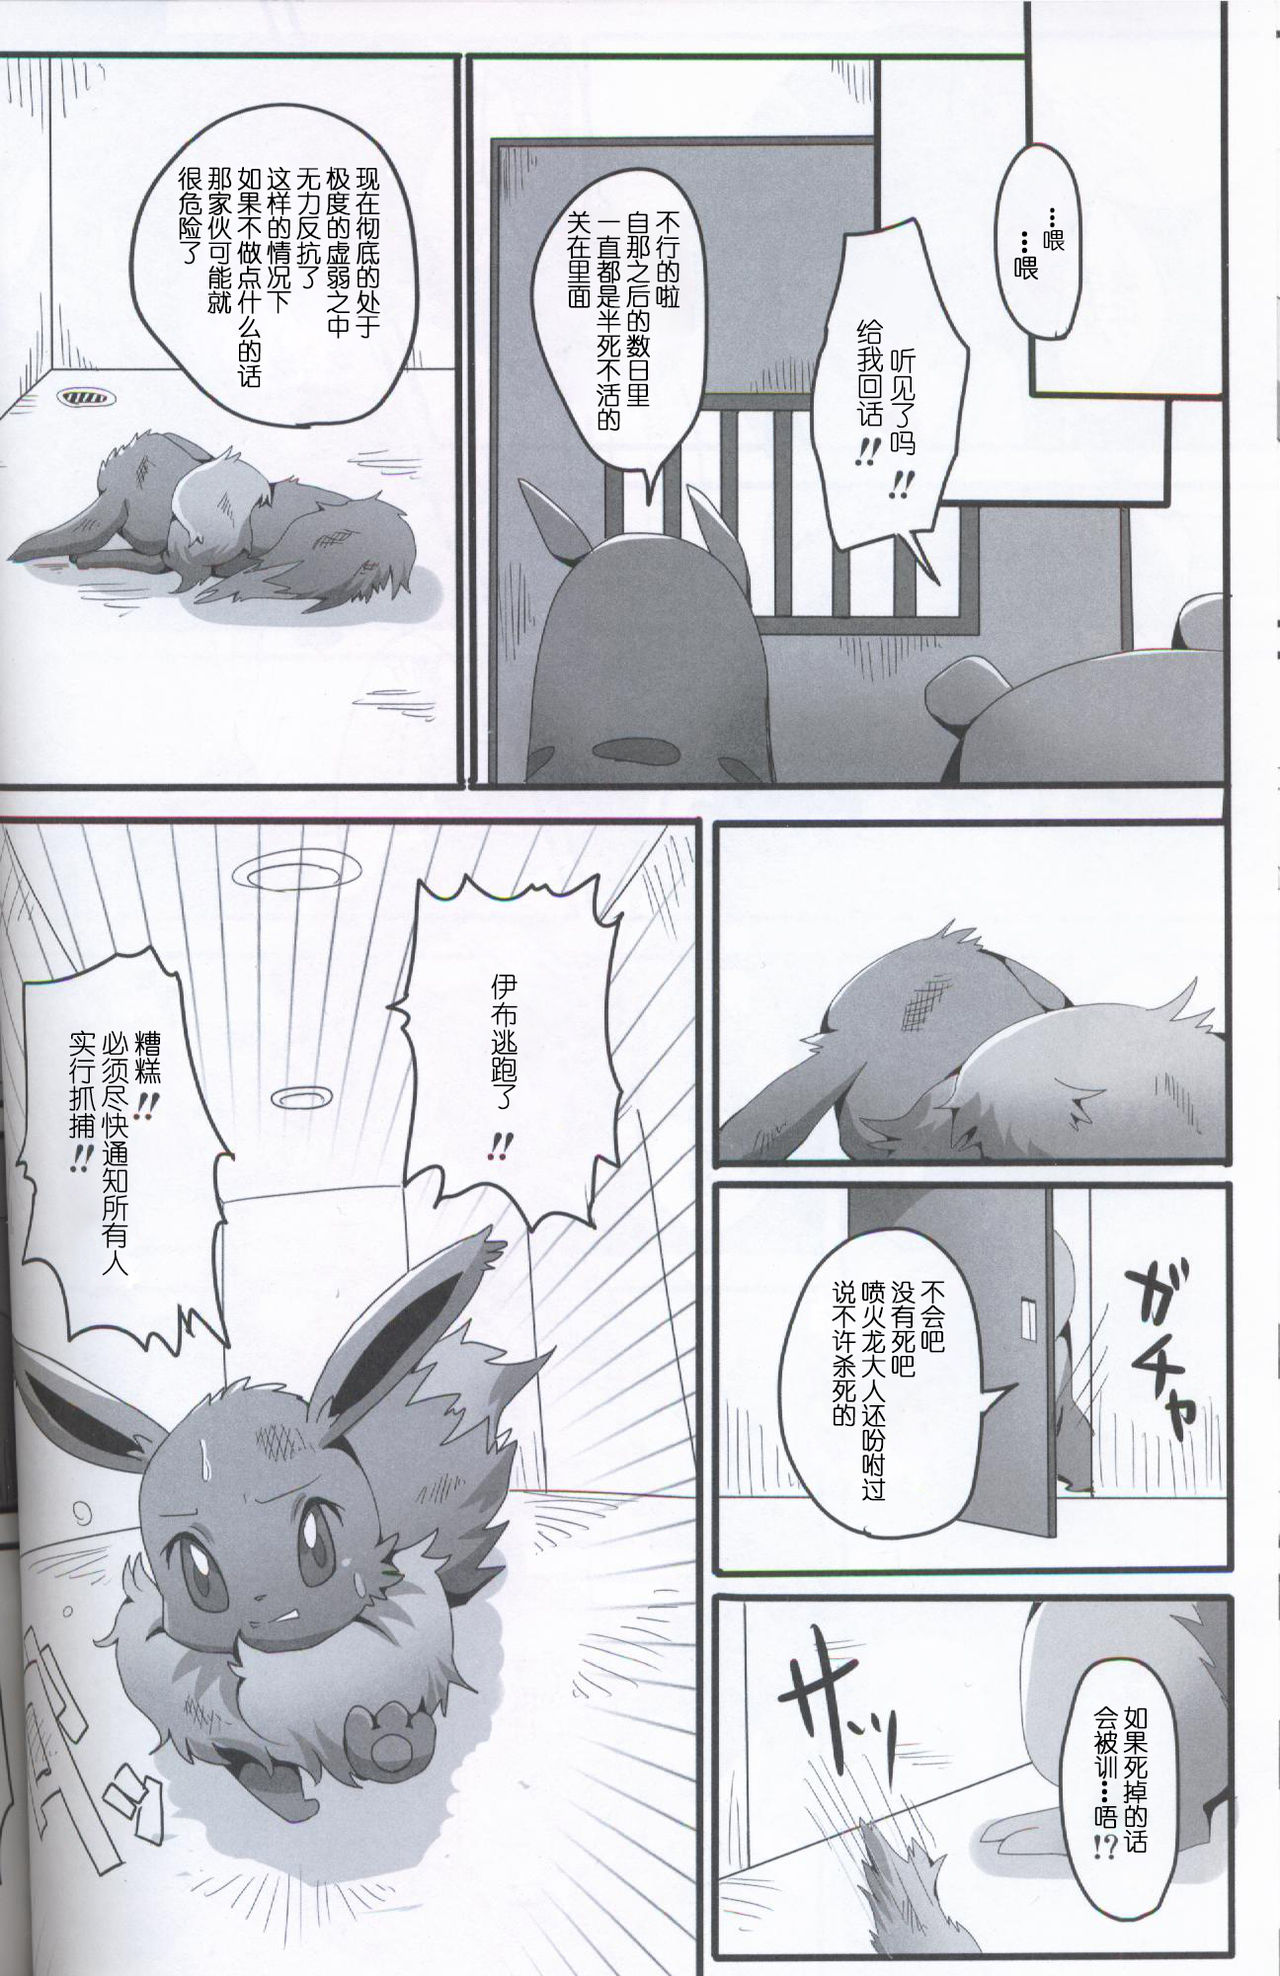 …喂
…喂
听见了吗!!
给我回话!!
不行的啦
自那之后的数日里
一直都是半死不活的
关在里面
现在彻底的处于
极度的虚弱之中
无力反抗了
这样的情况下
如果不做点什么的话
那家伙可能就
很危险了
ガチャ
不会吧
没有死吧
喷火龙大人还吩咐过
说不许杀死的
如果死掉的话
会被训…唔!?
サッ
伊布逃跑了!!
糟糕!!
必须尽快通知所有人
实行抓捕!!